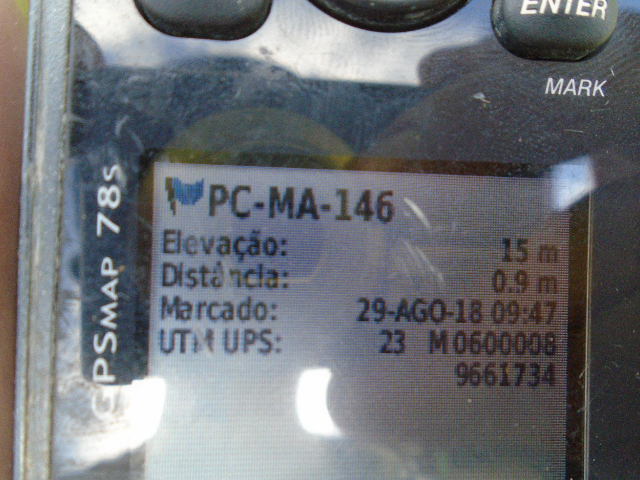 ENTER
MARK
GPSMAP 78s
PC-MA-146
Elevação: 15 m
Distância: 0.9 m
Marcado: 29-AGO-18 09:47
UTM UPS: 23 M 0600008
9661734